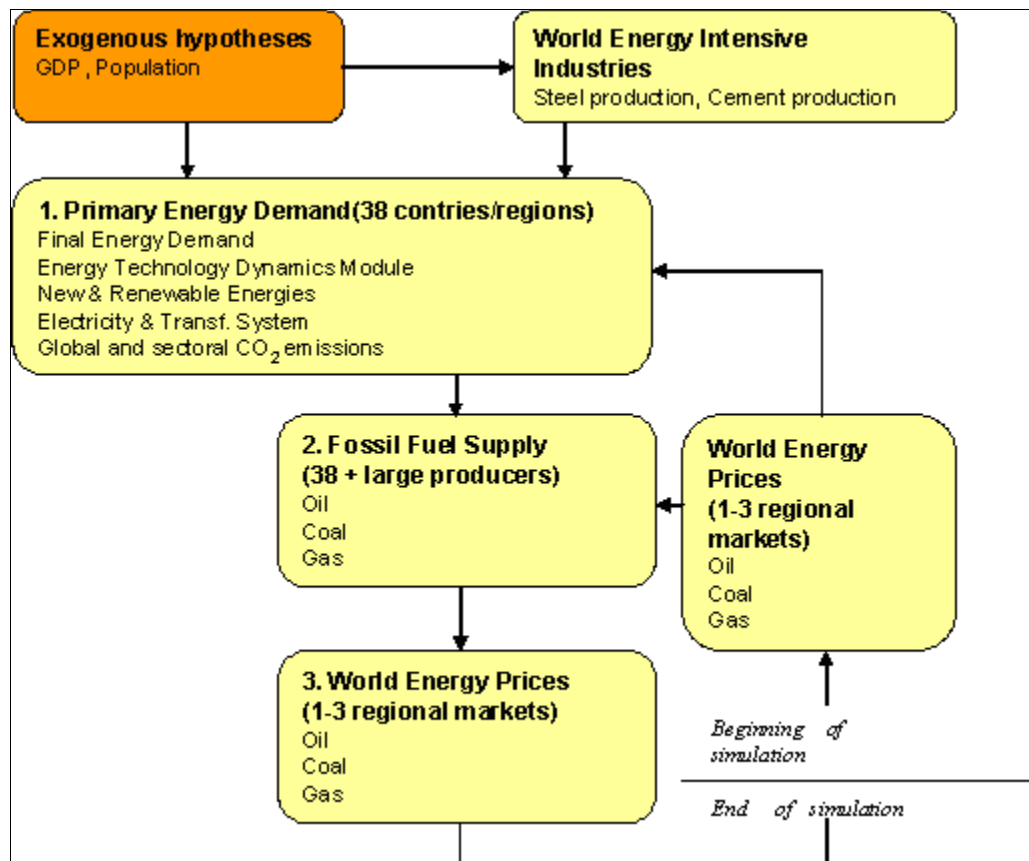 Exogenous hypotheses
GDP, Population
World Energy Intensive
Industries
Steel production, Cement production
1. Primary Energy Demand(38 contries/regions)
Final Energy Demand
Energy Technology Dynamics Module
New & Renewable Energies
Electricity & Transf. System
Global and sectoral CO2 emissions
2. Fossil Fuel Supply
(38 + large producers)
Oil
Coal
Gas
World Energy
Prices
(1-3 regional
markets)
Oil
Coal
Gas
3. World Energy Prices
(1-3 regional markets)
Oil
Coal
Gas
Beginning of
simulation
End of simulation